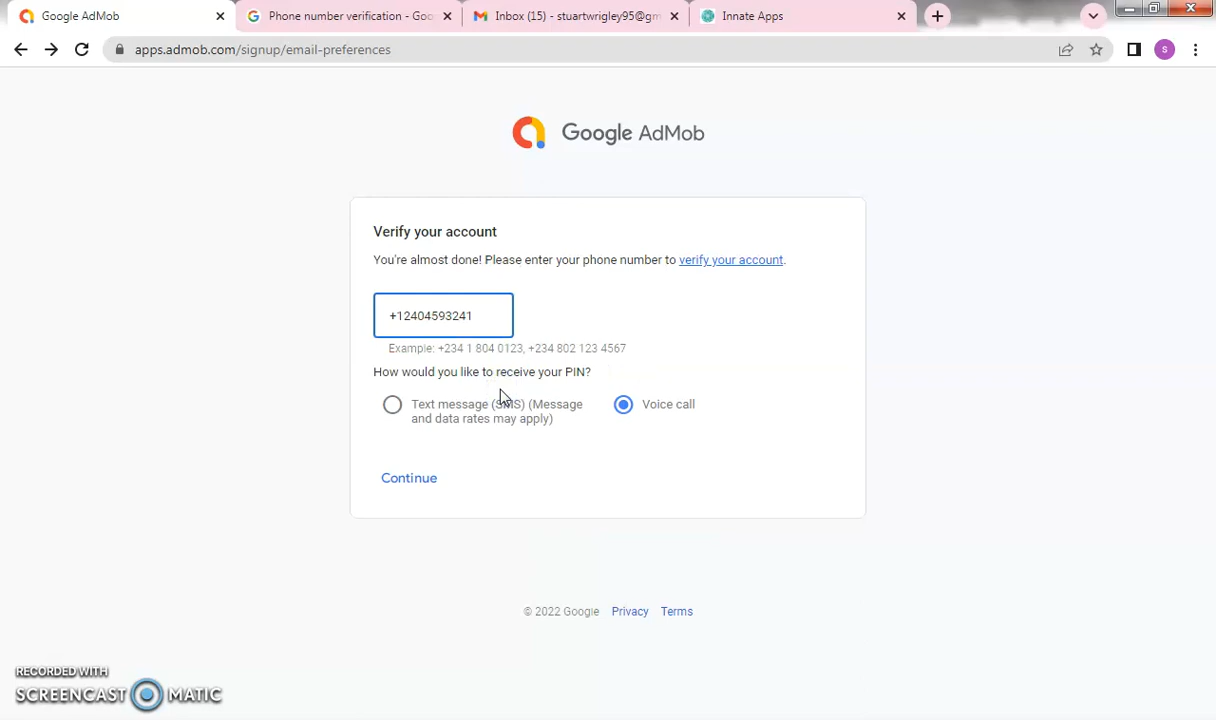 Google AdMob
Phone number verification - Goo
Inbox (15) - stuartwrigley95@gm
Innate Apps
apps.admob.com/signup/email-preferences
S
Google AdMob
Verify your account
You're almost done! Please enter your phone number to verify your account.
+12404593241
Example: +234 1 804 0123, +234 802 123 4567
How would you like to receive your PIN?
Text message (SMS) (Message
and data rates may apply)
Voice call
Continue
© 2022 Google Privacy Terms
RECORDED WITH
SCREENCAST MATIC